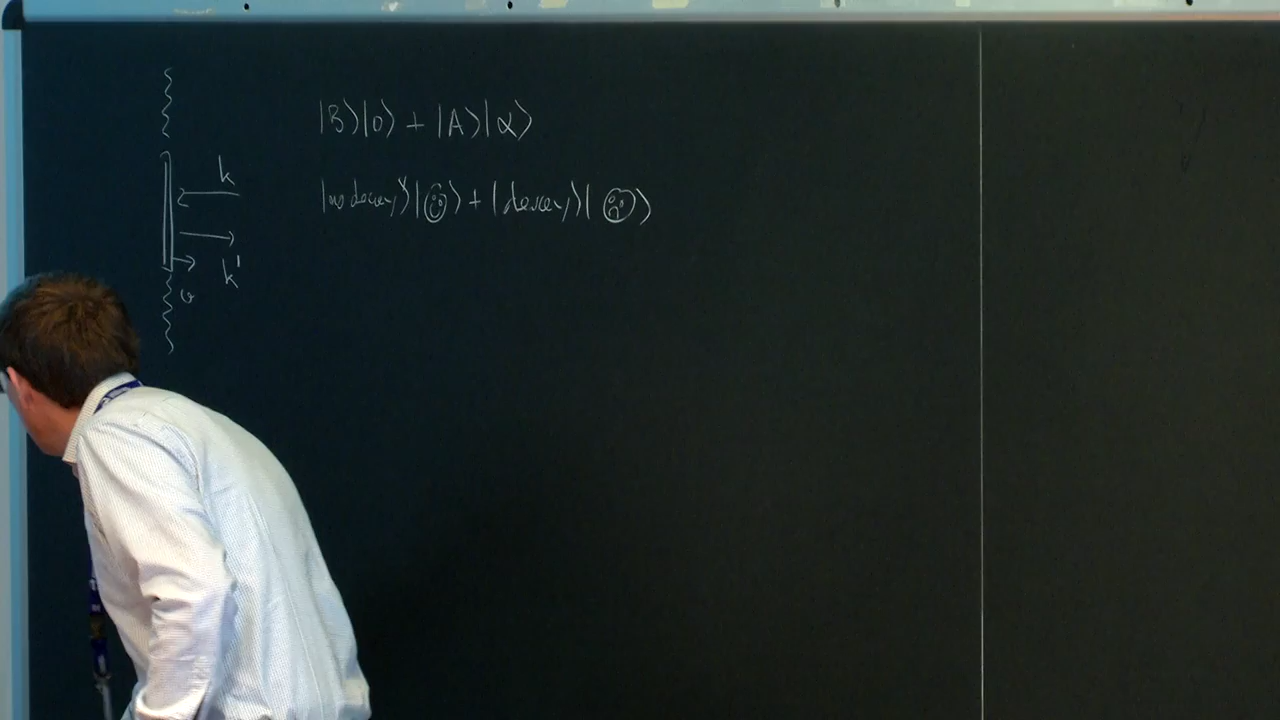 |B⟩|0⟩ + |A⟩|α⟩
k
|no decay⟩|☺⟩ + |decay⟩|☹⟩
k'
v